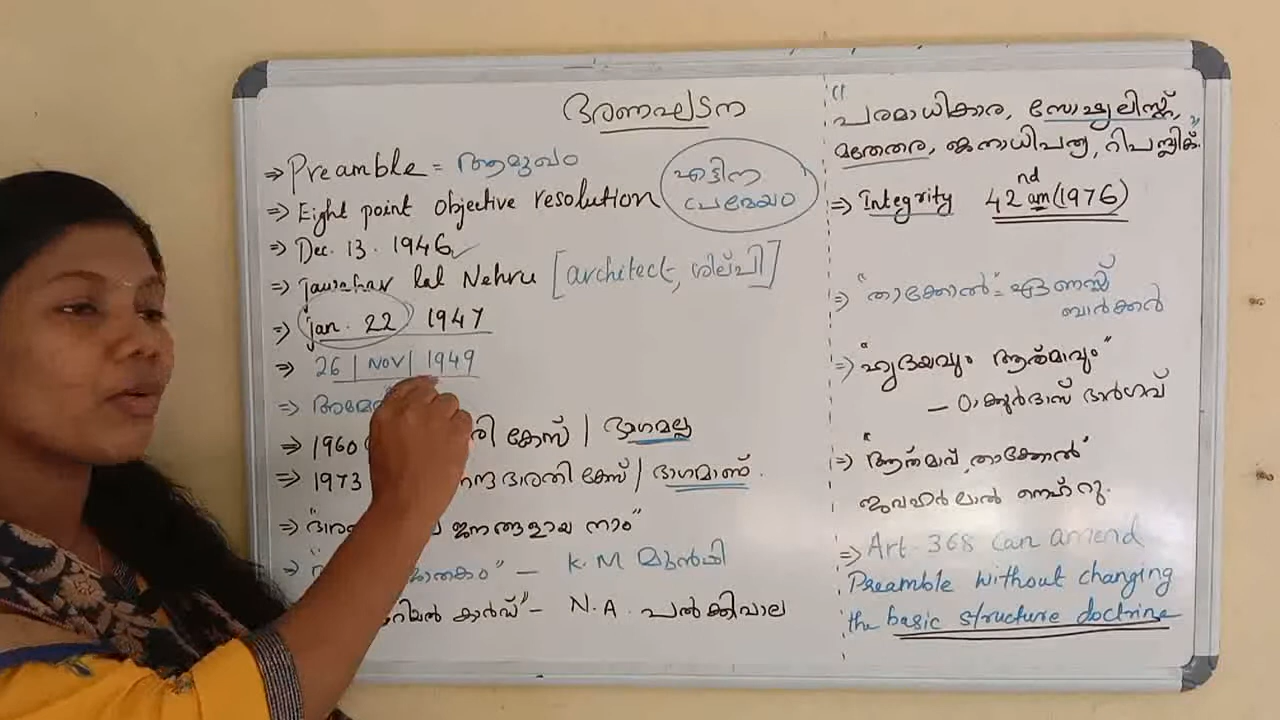 ഭരണഘടന
⇒ Preamble = ആമുഖം
⇒ Eight point objective resolution
എട്ടിന
പ്രമേയം
⇒ Dec. 13. 1946
⇒ Jawahar lal Nehru [architect, ശില്പി]
⇒ Jan. 22 1947
⇒ 26 | Nov | 1949
⇒ 1960 കേസ് | ഭാഗമല്ല
⇒ 1973 ഭാരതി കേസ് | ഭാഗമാണ്.
⇒ ജനങ്ങളായ നാം"
⇒ " – K. M മുൻഷി
കാർഡ്" – N. A. പൽക്കിവാല
"പരമാധികാര, സോഷ്യലിസ്റ്റ്,
മതേതര, ജനാധിപത്യ, റിപബ്ലിക്."
⇒ Integrity 42nd am (1976)
⇒ "താക്കോൽ" = ഏണസ്റ്റ്
ബാർക്കർ
⇒ "ഹൃദയവും ആത്മാവും"
– ഠാക്കൂർദാസ് ഭാർഗവ്
⇒ "ആത്മാവ്, താക്കോൽ"
ജവഹർലാൽ നെഹ്റു.
⇒ Art. 368 can amend
Preamble without changing
the basic structure doctrine